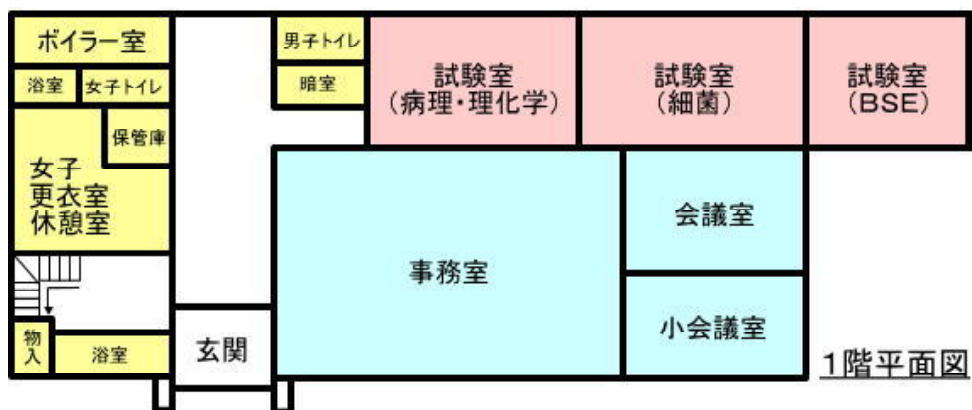 ボイラー室
男子トイレ
試験室
(病理・理化学)
試験室
(細菌)
試験室
(BSE)
浴室
女子トイレ
暗室
保管庫
女子
更衣室
休憩室
事務室
会議室
小会議室
物入
浴室
玄関
1階平面図